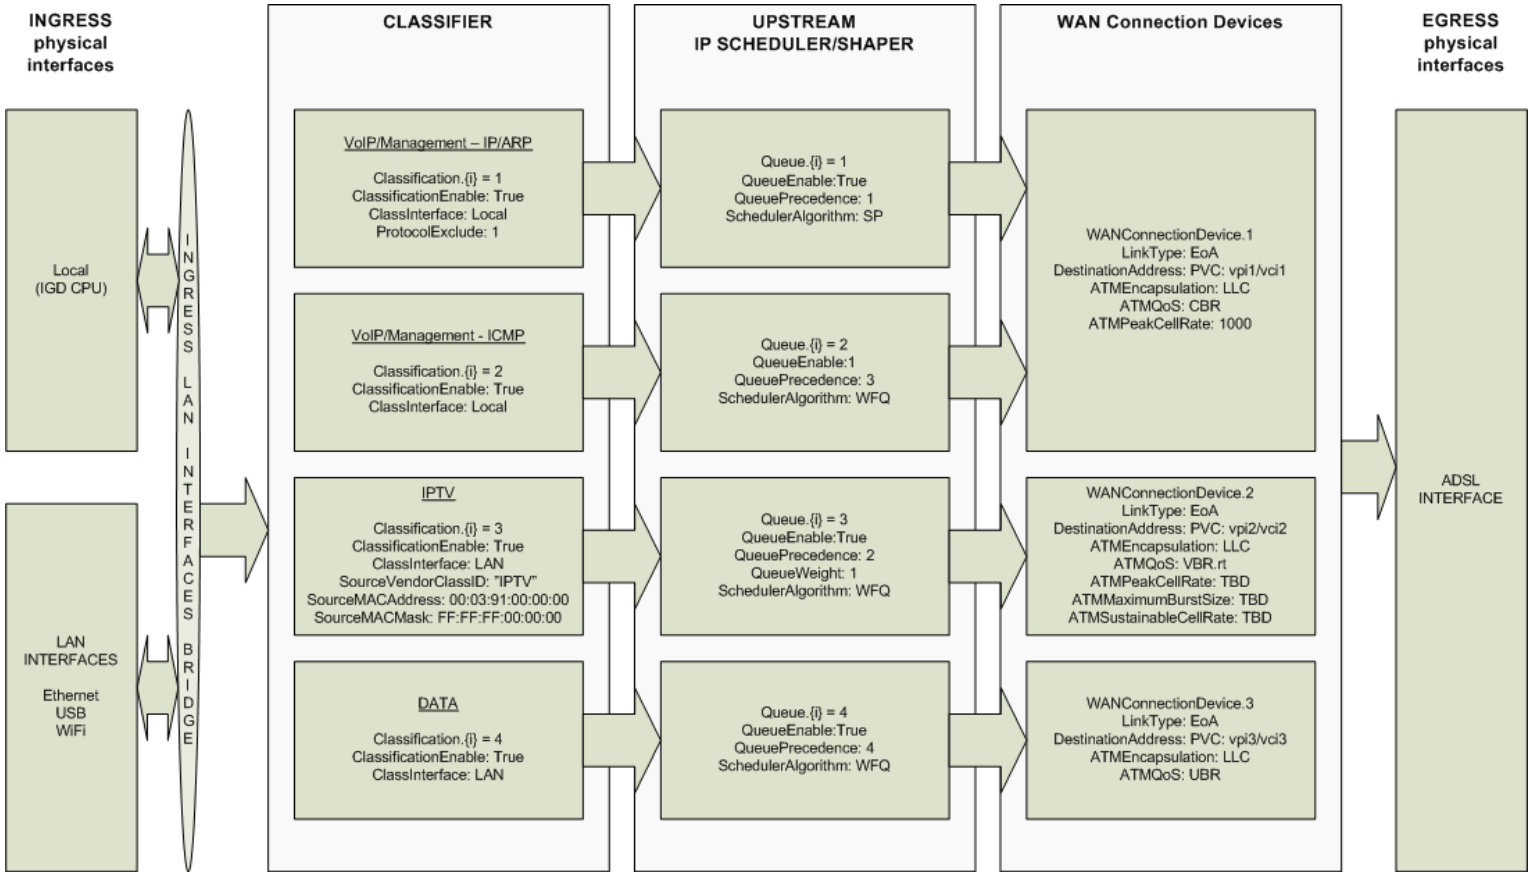 INGRESS
physical
interfaces
Local
(IGD CPU)
LAN
INTERFACES
Ethernet
USB
WiFi
INGRESS LAN INTERFACES BRIDGE
CLASSIFIER
VoIP/Management – IP/ARP
Classification.{i} = 1
ClassificationEnable: True
ClassInterface: Local
ProtocolExclude: 1
VoIP/Management - ICMP
Classification.{i} = 2
ClassificationEnable: True
ClassInterface: Local
IPTV
Classification.{i} = 3
ClassificationEnable: True
ClassInterface: LAN
SourceVendorClassID: "IPTV"
SourceMACAddress: 00:03:91:00:00:00
SourceMACMask: FF:FF:FF:00:00:00
DATA
Classification.{i} = 4
ClassificationEnable: True
ClassInterface: LAN
UPSTREAM
IP SCHEDULER/SHAPER
Queue.{i} = 1
QueueEnable:True
QueuePrecedence: 1
SchedulerAlgorithm: SP
Queue.{i} = 2
QueueEnable:1
QueuePrecedence: 3
SchedulerAlgorithm: WFQ
Queue.{i} = 3
QueueEnable:True
QueuePrecedence: 2
QueueWeight: 1
SchedulerAlgorithm: WFQ
Queue.{i} = 4
QueueEnable:True
QueuePrecedence: 4
SchedulerAlgorithm: WFQ
WAN Connection Devices
WANConnectionDevice.1
LinkType: EoA
DestinationAddress: PVC: vpi1/vci1
ATMEncapsulation: LLC
ATMQoS: CBR
ATMPeakCellRate: 1000
WANConnectionDevice.2
LinkType: EoA
DestinationAddress: PVC: vpi2/vci2
ATMEncapsulation: LLC
ATMQoS: VBR.rt
ATMPeakCellRate: TBD
ATMMaximumBurstSize: TBD
ATMSustainableCellRate: TBD
WANConnectionDevice.3
LinkType: EoA
DestinationAddress: PVC: vpi3/vci3
ATMEncapsulation: LLC
ATMQoS: UBR
EGRESS
physical
interfaces
ADSL
INTERFACE